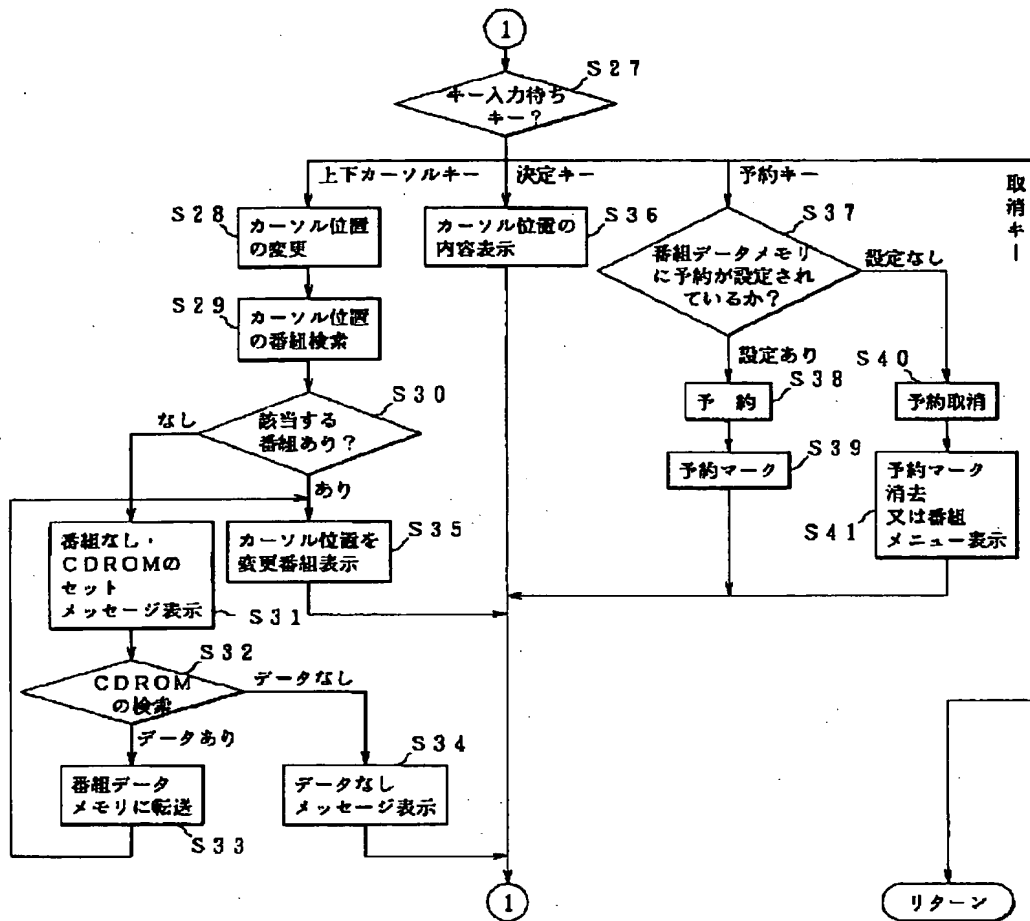 1
S27
キー入力待ち
キー?
上下カーソルキー
決定キー
予約キー
取消キー
S28
カーソル位置
の変更
S36
カーソル位置の
内容表示
S37
番組データメモリ
に予約が設定され
ているか?
設定なし
設定あり
S29
カーソル位置
の番組検索
S30
該当する
番組あり?
なし
あり
S38
予 約
S40
予約取消
S39
予約マーク
S41
予約マーク
消去
又は番組
メニュー表示
番組なし・
CDROMの
セット
メッセージ表示
S31
S35
カーソル位置を
変更番組表示
S32
CDROM
の検索
データなし
データあり
S33
番組データ
メモリに転送
S34
データなし
メッセージ表示
1
リターン